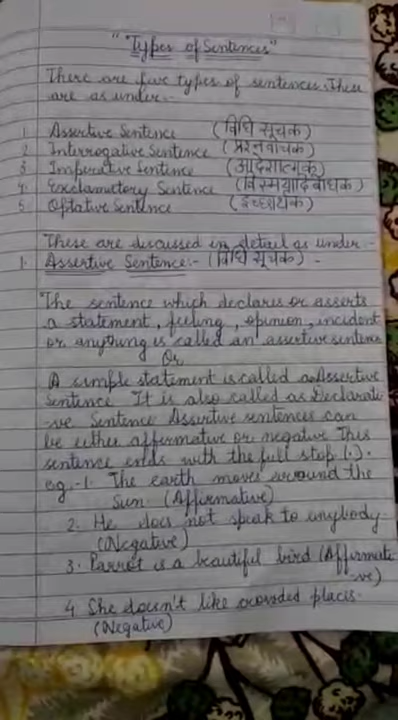 "Types of Sentences"
There are five types of sentences. These
are as under:-
1. Assertive Sentence (विधि सूचक)
2. Interrogative Sentence (प्रश्नवाचक)
3. Imperative Sentence (आदेशात्मक)
4. Exclametory Sentence (विस्मयादिबोधक)
5. Optative Sentence (इच्छार्थक)
These are discussed in detail as under:-
1. Assertive Sentence:- (विधि सूचक) -
The sentence which declares or asserts
a statement, feeling, opinion, incident
or anything is called an assertive sentence
Or
A simple statement is called a Assertive
Sentence. It is also called as Declarati
-ve Sentence Assertive sentences can
be either affermative or negative This
sentence ends with the full stop (.).
eg.-1. The earth moves around the
Sun (Affirmative)
2. He does not speak to anybody.
(Negative)
3. Parrot is a beautiful bird (Affirmati
-ve)
4. She doesn't like crowded places.
(Negative)